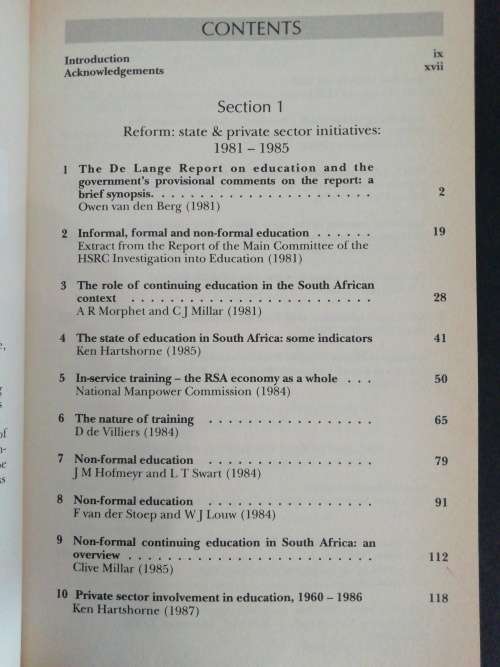 CONTENTS
Introduction ix
Acknowledgements xvii
Section 1
Reform: state & private sector initiatives:
1981 – 1985
1 The De Lange Report on education and the
government's provisional comments on the report: a
brief synopsis. . . . . . . . . . . . . . . . . . . . . . . 2
Owen van den Berg (1981)
2 Informal, formal and non-formal education . . . . . . 19
Extract from the Report of the Main Committee of the
HSRC Investigation into Education (1981)
3 The role of continuing education in the South African
context . . . . . . . . . . . . . . . . . . . . . . . . . 28
A R Morphet and C J Millar (1981)
4 The state of education in South Africa: some indicators 41
Ken Hartshorne (1985)
5 In-service training – the RSA economy as a whole . . . 50
National Manpower Commission (1984)
6 The nature of training . . . . . . . . . . . . . . . . . . 65
D de Villiers (1984)
7 Non-formal education . . . . . . . . . . . . . . . . . 79
J M Hofmeyr and L T Swart (1984)
8 Non-formal education . . . . . . . . . . . . . . . . . 91
F van der Stoep and W J Louw (1984)
9 Non-formal continuing education in South Africa: an
overview . . . . . . . . . . . . . . . . . . . . . . . . . 112
Clive Millar (1985)
10 Private sector involvement in education, 1960 – 1986 118
Ken Hartshorne (1987)